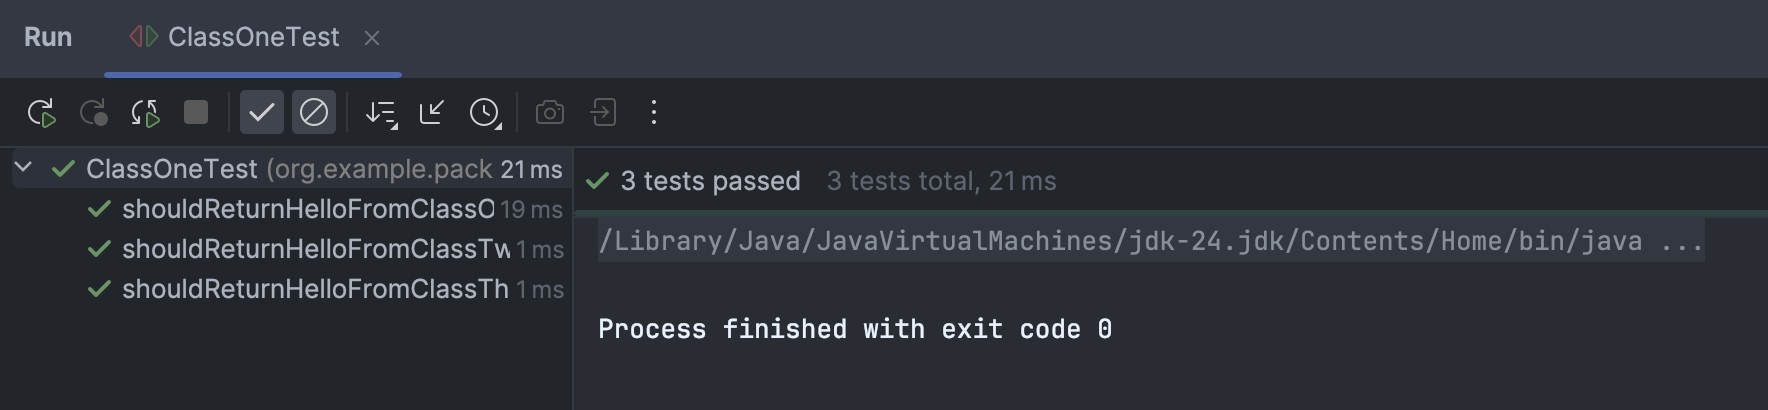 Run ClassOneTest
ClassOneTest (org.example.pack 21 ms
shouldReturnHelloFromClassO 19 ms
shouldReturnHelloFromClassTw 1 ms
shouldReturnHelloFromClassTh 1 ms
3 tests passed 3 tests total, 21 ms
/Library/Java/JavaVirtualMachines/jdk-24.jdk/Contents/Home/bin/java ...
Process finished with exit code 0